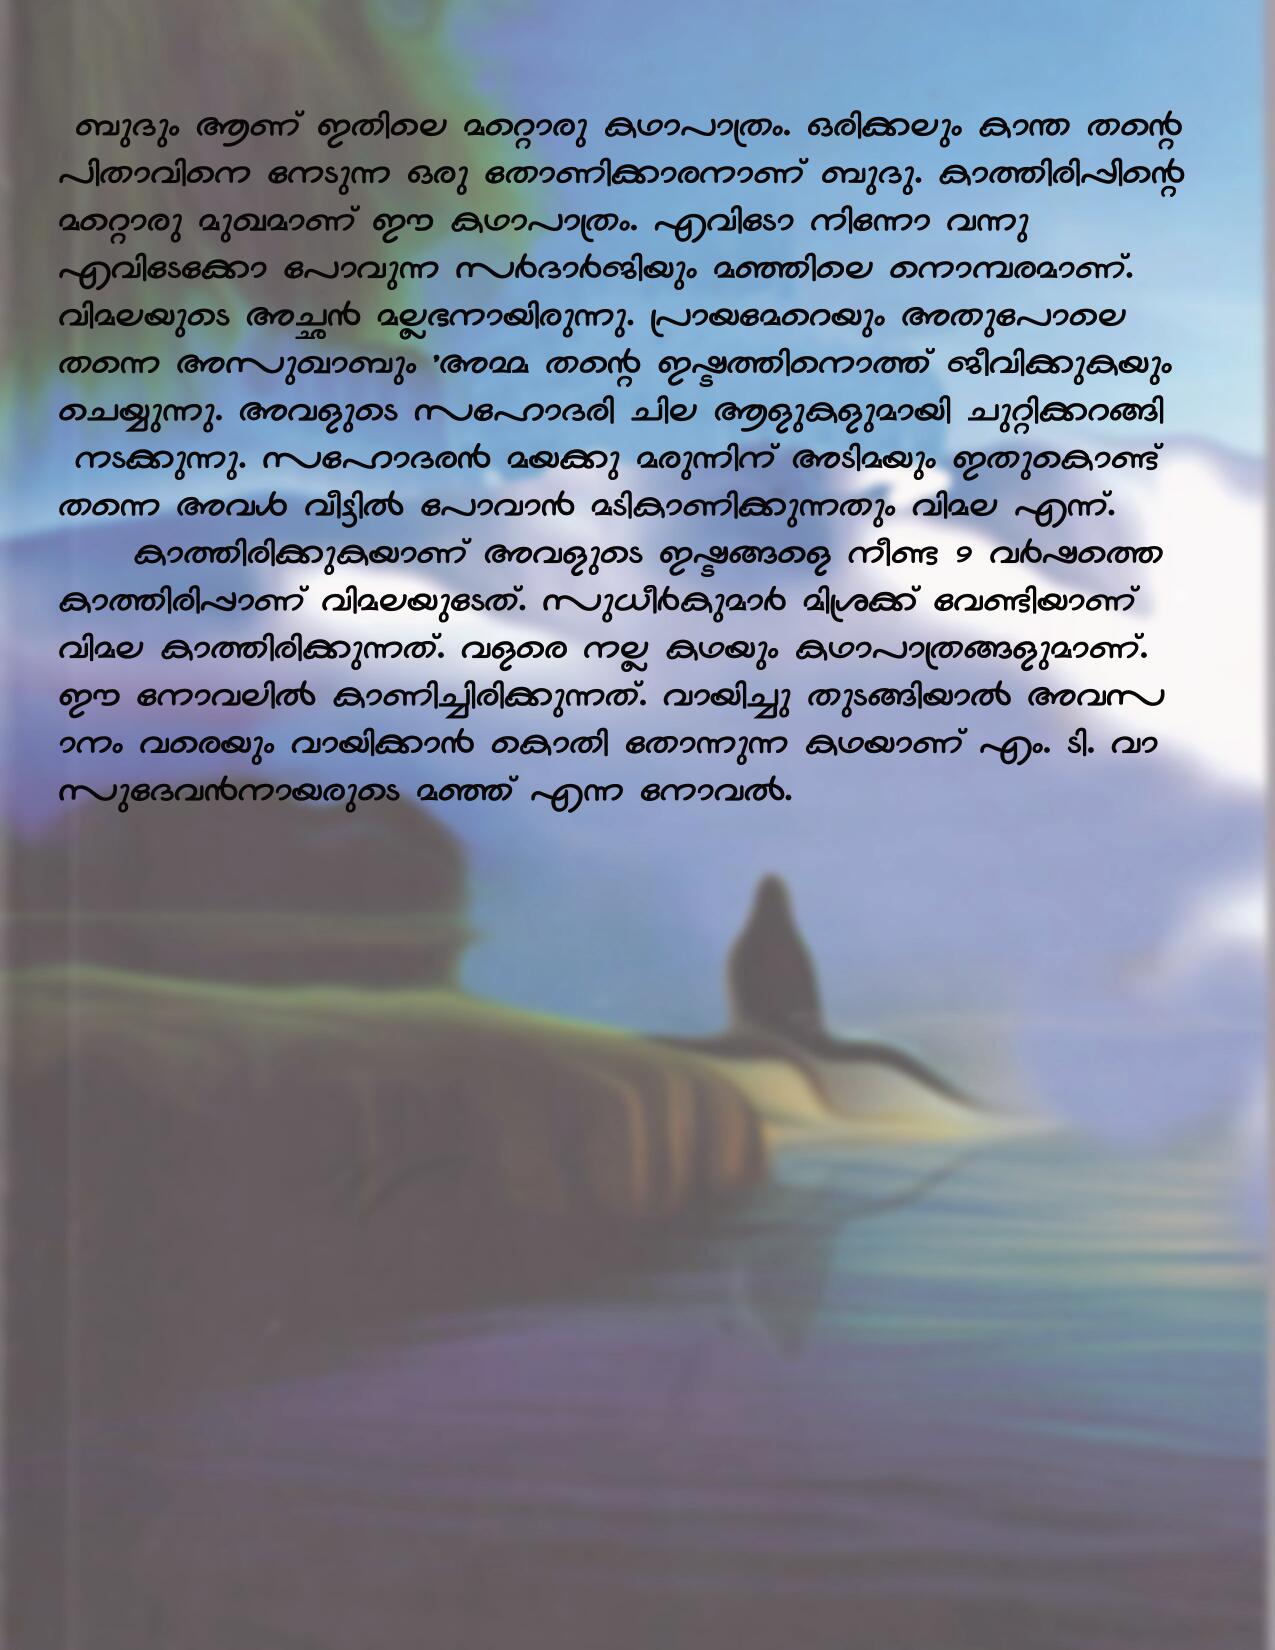 ബുദും ആണ് ഇതിലെ മറ്റൊരു കഥാപാത്രം. ഒരിക്കലും കാന്ത തന്റെ
പിതാവിനെ നേടുന്ന ഒരു തോണിക്കാരനാണ് ബുദു. കാത്തിരിപ്പിന്റെ
മറ്റൊരു മുഖമാണ് ഈ കഥാപാത്രം. എവിടോ നിന്നോ വന്നു
എവിടേക്കോ പോവുന്ന സർദാർജിയും മഞ്ഞിലെ നൊമ്പരമാണ്.
വിമലയുടെ അച്ഛൻ മല്ലഭനായിരുന്നു. പ്രായമേറെയും അതുപോലെ
തന്നെ അസുഖാബും 'അമ്മ തന്റെ ഇഷ്ടത്തിനൊത്ത് ജീവിക്കുകയും
ചെയ്യുന്നു. അവളുടെ സഹോദരി ചില ആളുകളുമായി ചുറ്റിക്കറങ്ങി
നടക്കുന്നു. സഹോദരൻ മയക്കു മരുന്നിന് അടിമയും ഇതുകൊണ്ട്
തന്നെ അവൾ വീട്ടിൽ പോവാൻ മടികാണിക്കുന്നതും വിമല എന്ന്.
കാത്തിരിക്കുകയാണ് അവളുടെ ഇഷ്ടങ്ങളെ നീണ്ട 9 വർഷത്തെ
കാത്തിരിപ്പാണ് വിമലയുടേത്. സുധീർകുമാർ മിശ്രക്ക് വേണ്ടിയാണ്
വിമല കാത്തിരിക്കുന്നത്. വളരെ നല്ല കഥയും കഥാപാത്രങ്ങളുമാണ്.
ഈ നോവലിൽ കാണിച്ചിരിക്കുന്നത്. വായിച്ചു തുടങ്ങിയാൽ അവസ
ാനം വരെയും വായിക്കാൻ കൊതി തോന്നുന്ന കഥയാണ് എം. ടി. വാ
സുദേവൻനായരുടെ മഞ്ഞ് എന്ന നോവൽ.